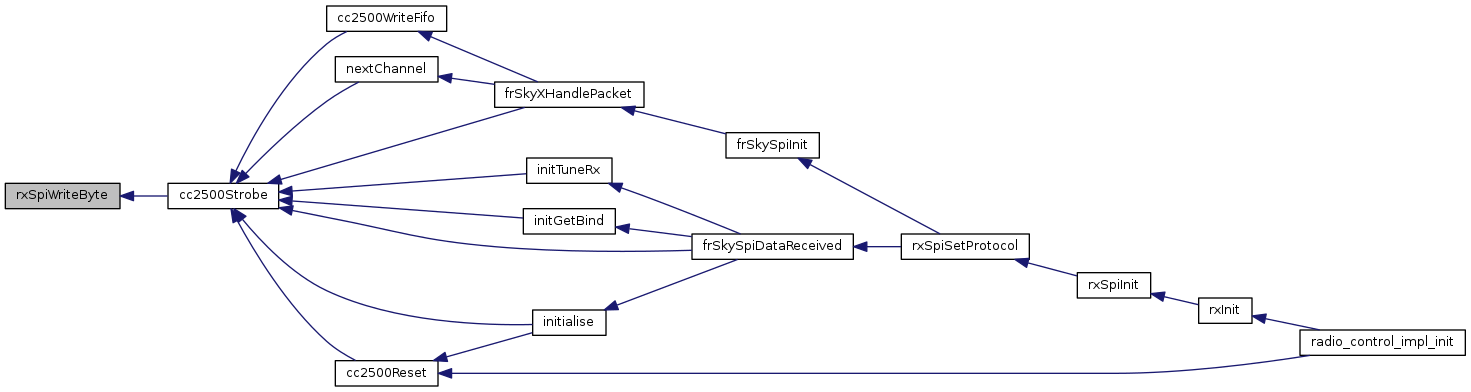 cc2500WriteFifo
nextChannel
frSkyXHandlePacket
frSkySpiInit
initTuneRx
rxSpiWriteByte
cc2500Strobe
initGetBind
frSkySpiDataReceived
rxSpiSetProtocol
rxSpiInit
rxInit
initialise
radio_control_impl_init
cc2500Reset